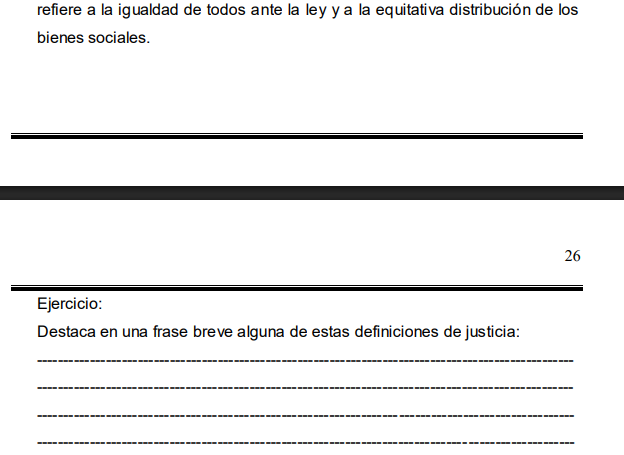 refiere a la igualdad de todos ante la ley y a la equitativa distribución de los
bienes sociales.
26
Ejercicio:
Destaca en una frase breve alguna de estas definiciones de justicia: